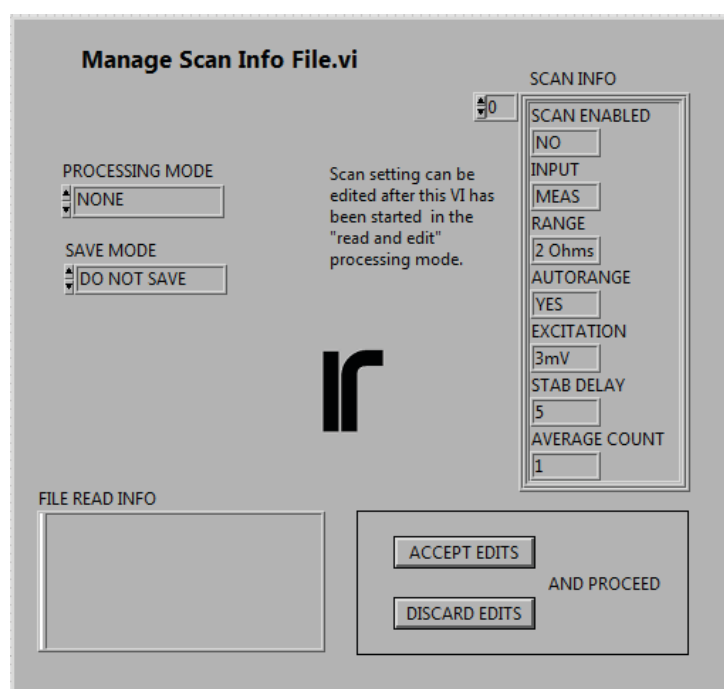 Manage Scan Info File.vi
SCAN INFO
0
SCAN ENABLED
NO
INPUT
MEAS
RANGE
2 Ohms
AUTORANGE
YES
EXCITATION
3mV
STAB DELAY
5
AVERAGE COUNT
1
PROCESSING MODE
NONE
SAVE MODE
DO NOT SAVE
Scan setting can be
edited after this VI has
been started in the
"read and edit"
processing mode.
FILE READ INFO
ACCEPT EDITS
AND PROCEED
DISCARD EDITS